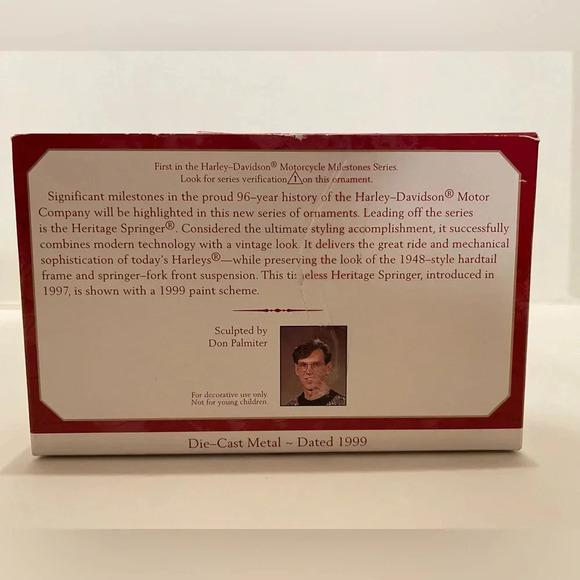 First in the Harley–Davidson® Motorcycle Milestones Series.
Look for series verification 1 on this ornament.
Significant milestones in the proud 96–year history of the Harley–Davidson® Motor
Company will be highlighted in this new series of ornaments. Leading off the series
is the Heritage Springer®. Considered the ultimate styling accomplishment, it successfully
combines modern technology with a vintage look. It delivers the great ride and mechanical
sophistication of today's Harleys®—while preserving the look of the 1948–style hardtail
frame and springer–fork front suspension. This timeless Heritage Springer, introduced in
1997, is shown with a 1999 paint scheme.
Sculpted by
Don Palmiter
For decorative use only.
Not for young children.
Die–Cast Metal ~ Dated 1999